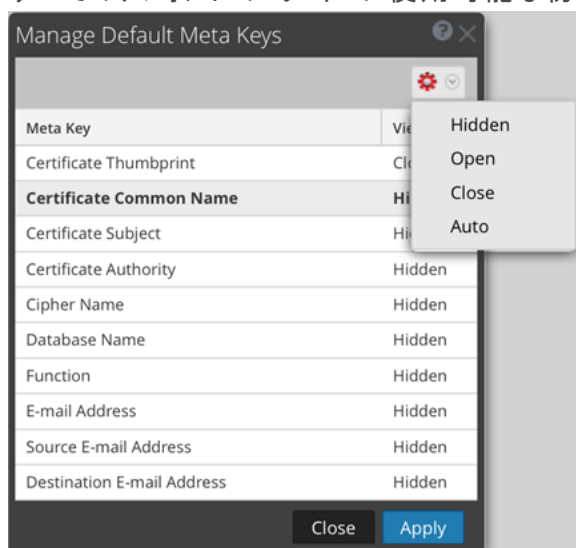 Manage Default Meta Keys
Meta Key
Hidden
Open
Close
Auto
Certificate Thumbprint
Certificate Common Name
Certificate Subject
Certificate Authority Hidden
Cipher Name Hidden
Database Name Hidden
Function Hidden
E-mail Address Hidden
Source E-mail Address Hidden
Destination E-mail Address Hidden
Close Apply